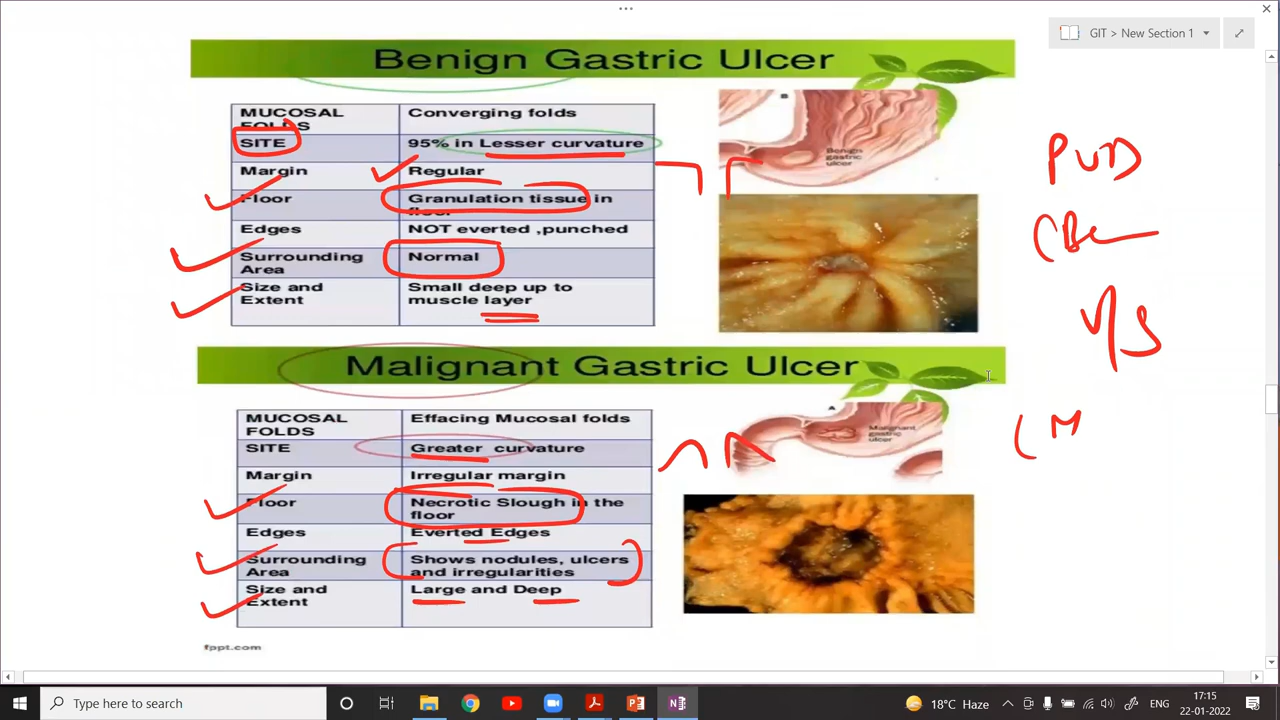 GIT > New Section 1
Benign Gastric Ulcer
MUCOSAL FOLDS Converging folds
SITE 95% in Lesser curvature
Margin Regular
Floor Granulation tissue in floor
Edges NOT everted ,punched
Surrounding Area Normal
Size and Extent Small deep up to muscle layer
B
Benign
gastric
ulcer
PUD
V/S
Malignant Gastric Ulcer
MUCOSAL FOLDS Effacing Mucosal folds
SITE Greater curvature
Margin Irregular margin
Floor Necrotic Slough in the floor
Edges Everted Edges
Surrounding Area Shows nodules, ulcers and irregularities
Size and Extent Large and Deep
A
Malignant
gastric
ulcer
(M
fppt.com
Type here to search
18°C Haze
ENG
17:15
22-01-2022